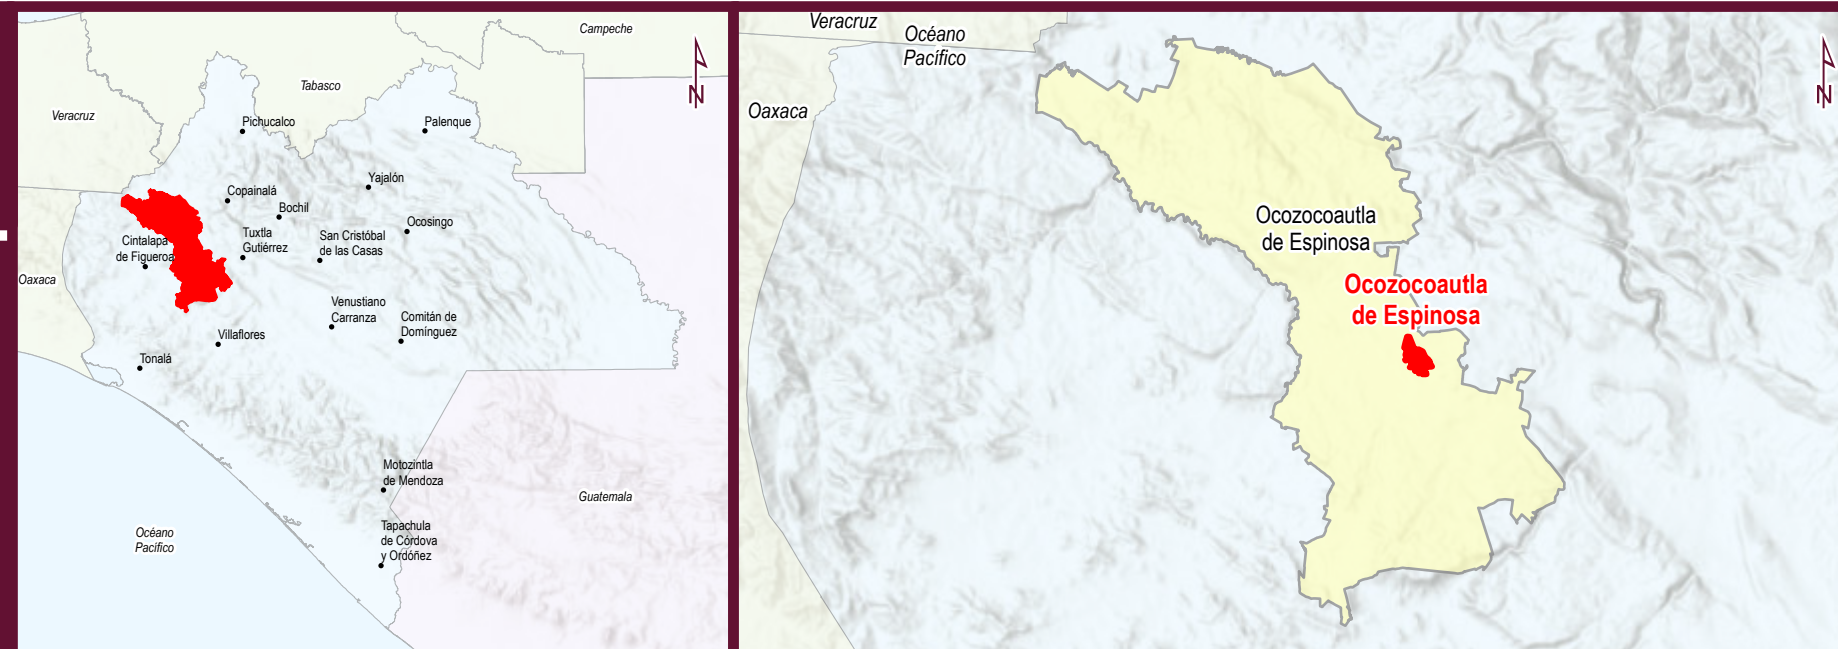 Campeche
Tabasco
Veracruz
N
Pichucalco
Palenque
Yajalón
Copainalá
Bochil
Ocosingo
Tuxtla
Gutiérrez
San Cristóbal
de las Casas
Cintalapa
de Figueroa
Oaxaca
Venustiano
Carranza
Comitán de
Domínguez
Villaflores
Tonalá
Motozintla
de Mendoza
Guatemala
Tapachula
de Córdova
y Ordóñez
Océano
Pacífico
Veracruz
Océano
Pacífico
N
Oaxaca
Ocozocoautla
de Espinosa
Ocozocoautla
de Espinosa